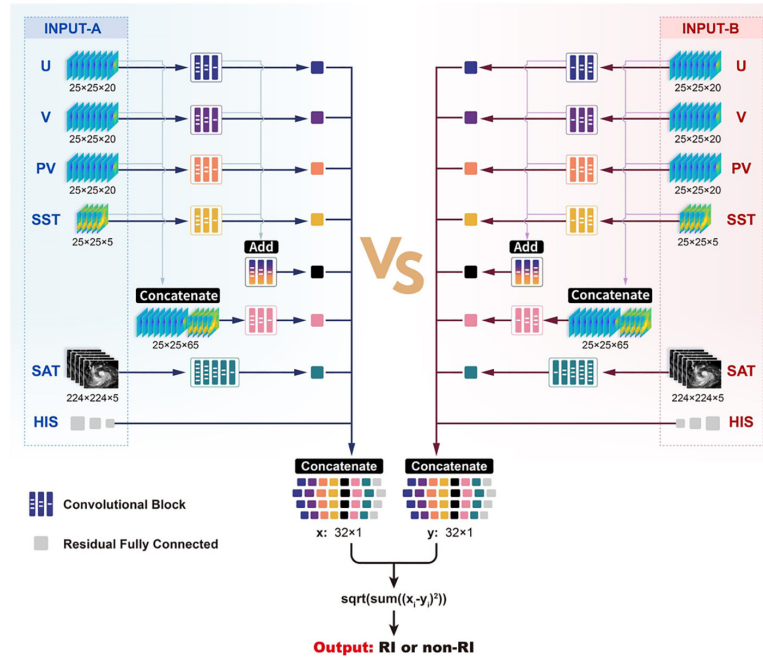 INPUT-A
INPUT-B
U
25×25×20
U
25×25×20
V
25×25×20
V
25×25×20
PV
25×25×20
PV
25×25×20
SST
25×25×5
SST
25×25×5
Add
Add
VS
Concatenate
25×25×65
Concatenate
25×25×65
SAT
224×224×5
SAT
224×224×5
HIS
HIS
Concatenate
Concatenate
Convolutional Block
x: 32×1
y: 32×1
Residual Fully Connected
sqrt(sum((xᵢ-yᵢ)²))
Output: RI or non-RI